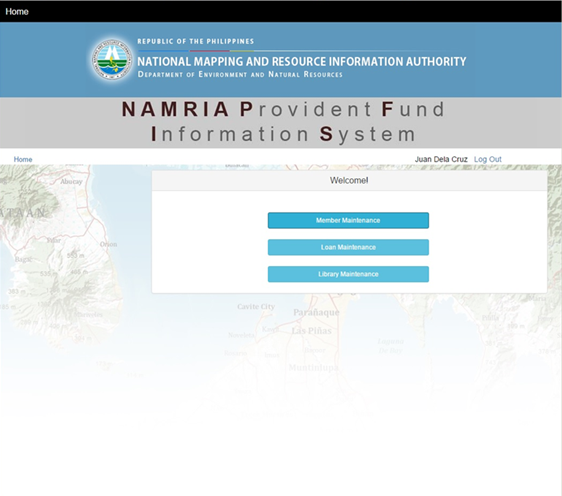 Home
REPUBLIC OF THE PHILIPPINES
NATIONAL MAPPING AND RESOURCE INFORMATION AUTHORITY
DEPARTMENT OF ENVIRONMENT AND NATURAL RESOURCES
NAMRIA Provident Fund
Information System
Home
Juan Dela Cruz Log Out
Welcome!
Member Maintenance
Loan Maintenance
Library Maintenance
Cavite City
Parañaque
Las Piñas